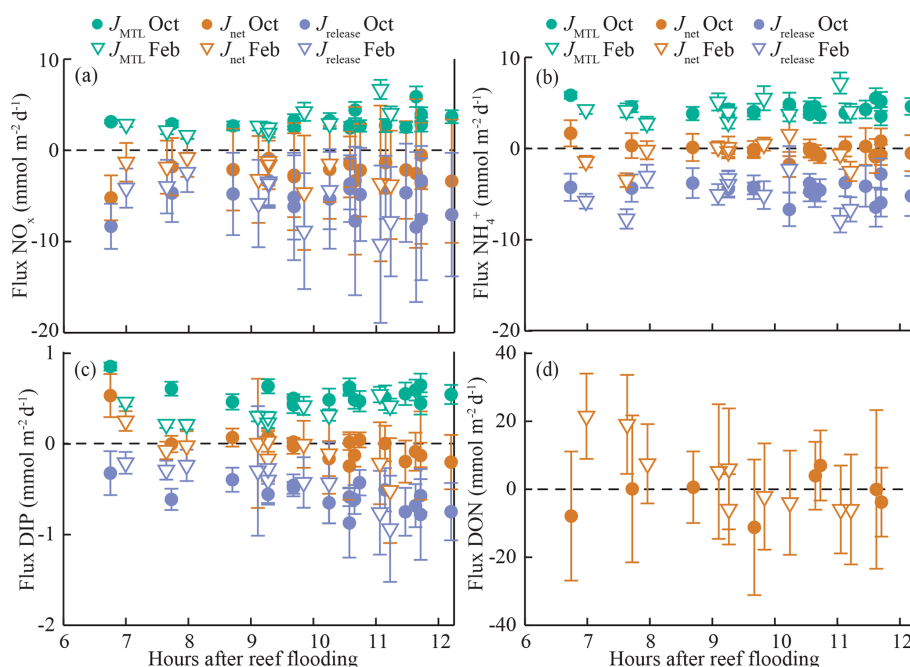 J_MTL Oct J_net Oct J_release Oct
J_MTL Feb J_net Feb J_release Feb
J_MTL Oct J_net Oct J_release Oct
J_MTL Feb J_net Feb J_release Feb
(a)
10
0
-10
-20
Flux NOₓ (mmol m⁻² d⁻¹)
(b)
10
5
0
-5
-10
-20
Flux NH₄⁺ (mmol m⁻² d⁻¹)
(c)
1
0
-1
-2
Flux DIP (mmol m⁻² d⁻¹)
6 7 8 9 10 11 12
Hours after reef flooding
(d)
40
20
0
-20
-40
Flux DON (mmol m⁻² d⁻¹)
6 7 8 9 10 11 12
Hours after reef flooding